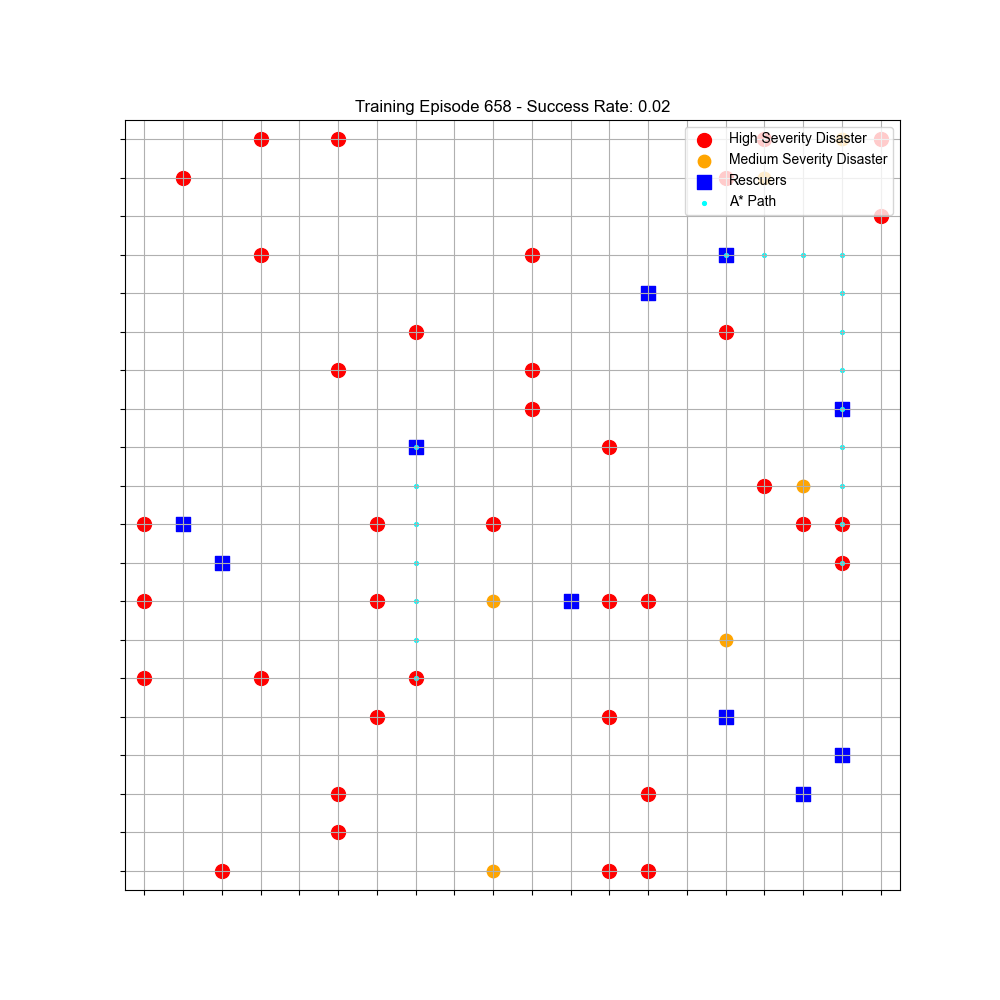 Training Episode 658 - Success Rate: 0.02
High Severity Disaster
Medium Severity Disaster
Rescuers
A* Path